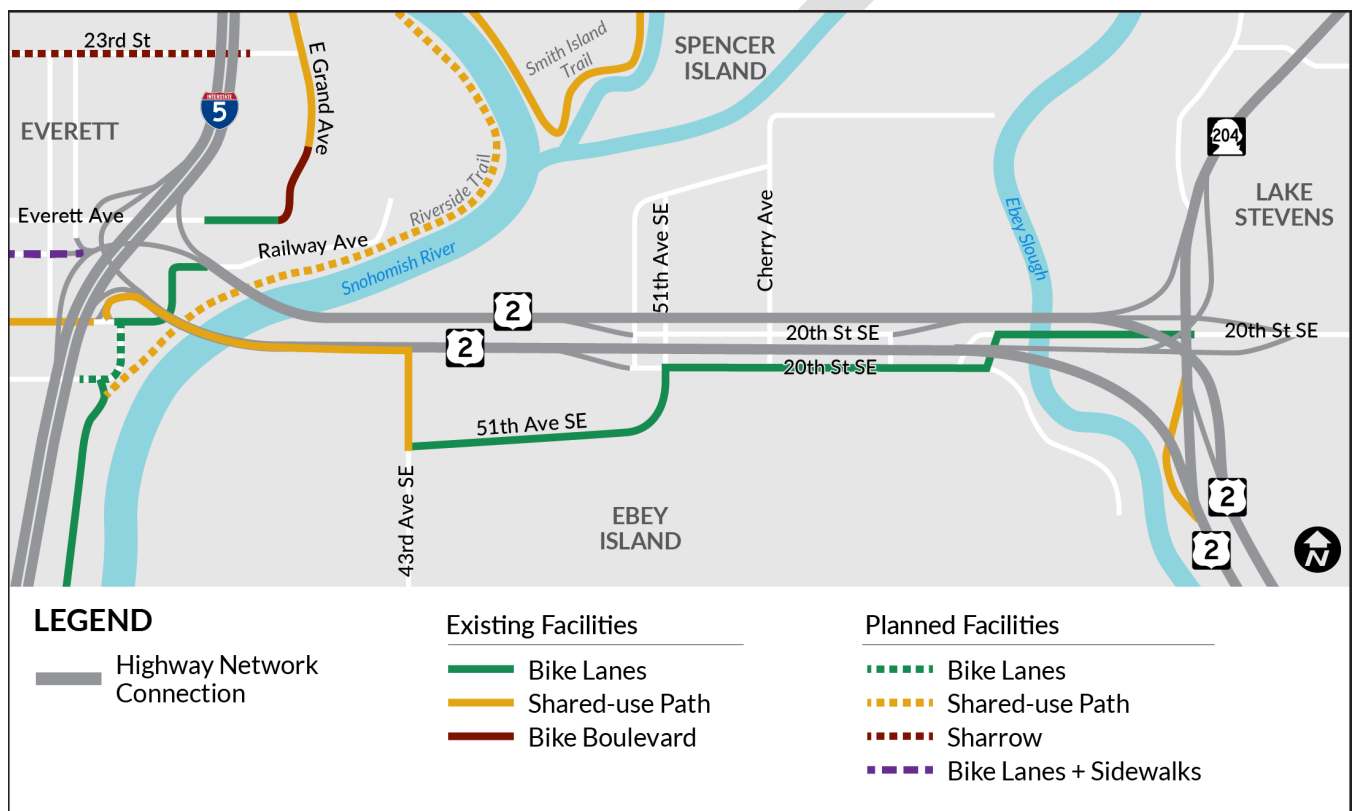 23rd St
E Grand Ave
Smith Island
Trail
SPENCER
ISLAND
INTERSTATE
5
EVERETT
204
Everett Ave
Riverside Trail
LAKE
STEVENS
Railway Ave
Snohomish River
51th Ave SE
Cherry Ave
Ebey Slough
2
2
20th St SE
20th St SE
20th St SE
51th Ave SE
43rd Ave SE
EBEY
ISLAND
2
2
N
LEGEND
Highway Network
Connection
Existing Facilities
Bike Lanes
Shared-use Path
Bike Boulevard
Planned Facilities
Bike Lanes
Shared-use Path
Sharrow
Bike Lanes + Sidewalks